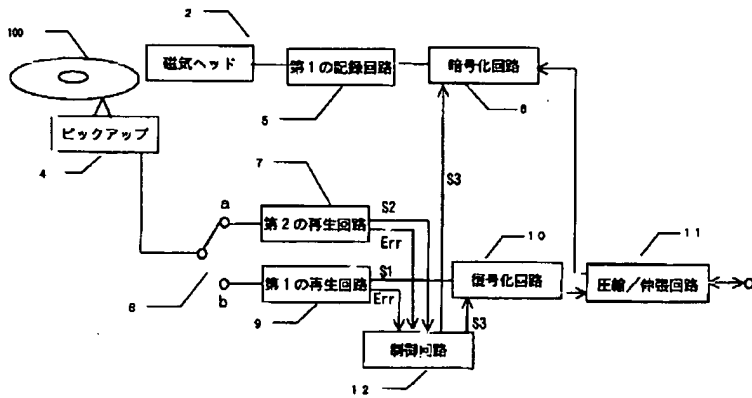 100
2
磁気ヘッド
第1の記録回路
暗号化回路
5
6
ピックアップ
4
7
a
第2の再生回路
S2
Err
S3
8
b
第1の再生回路
S1
Err
9
10
復号化回路
11
圧縮/伸張回路
S3
制御回路
12